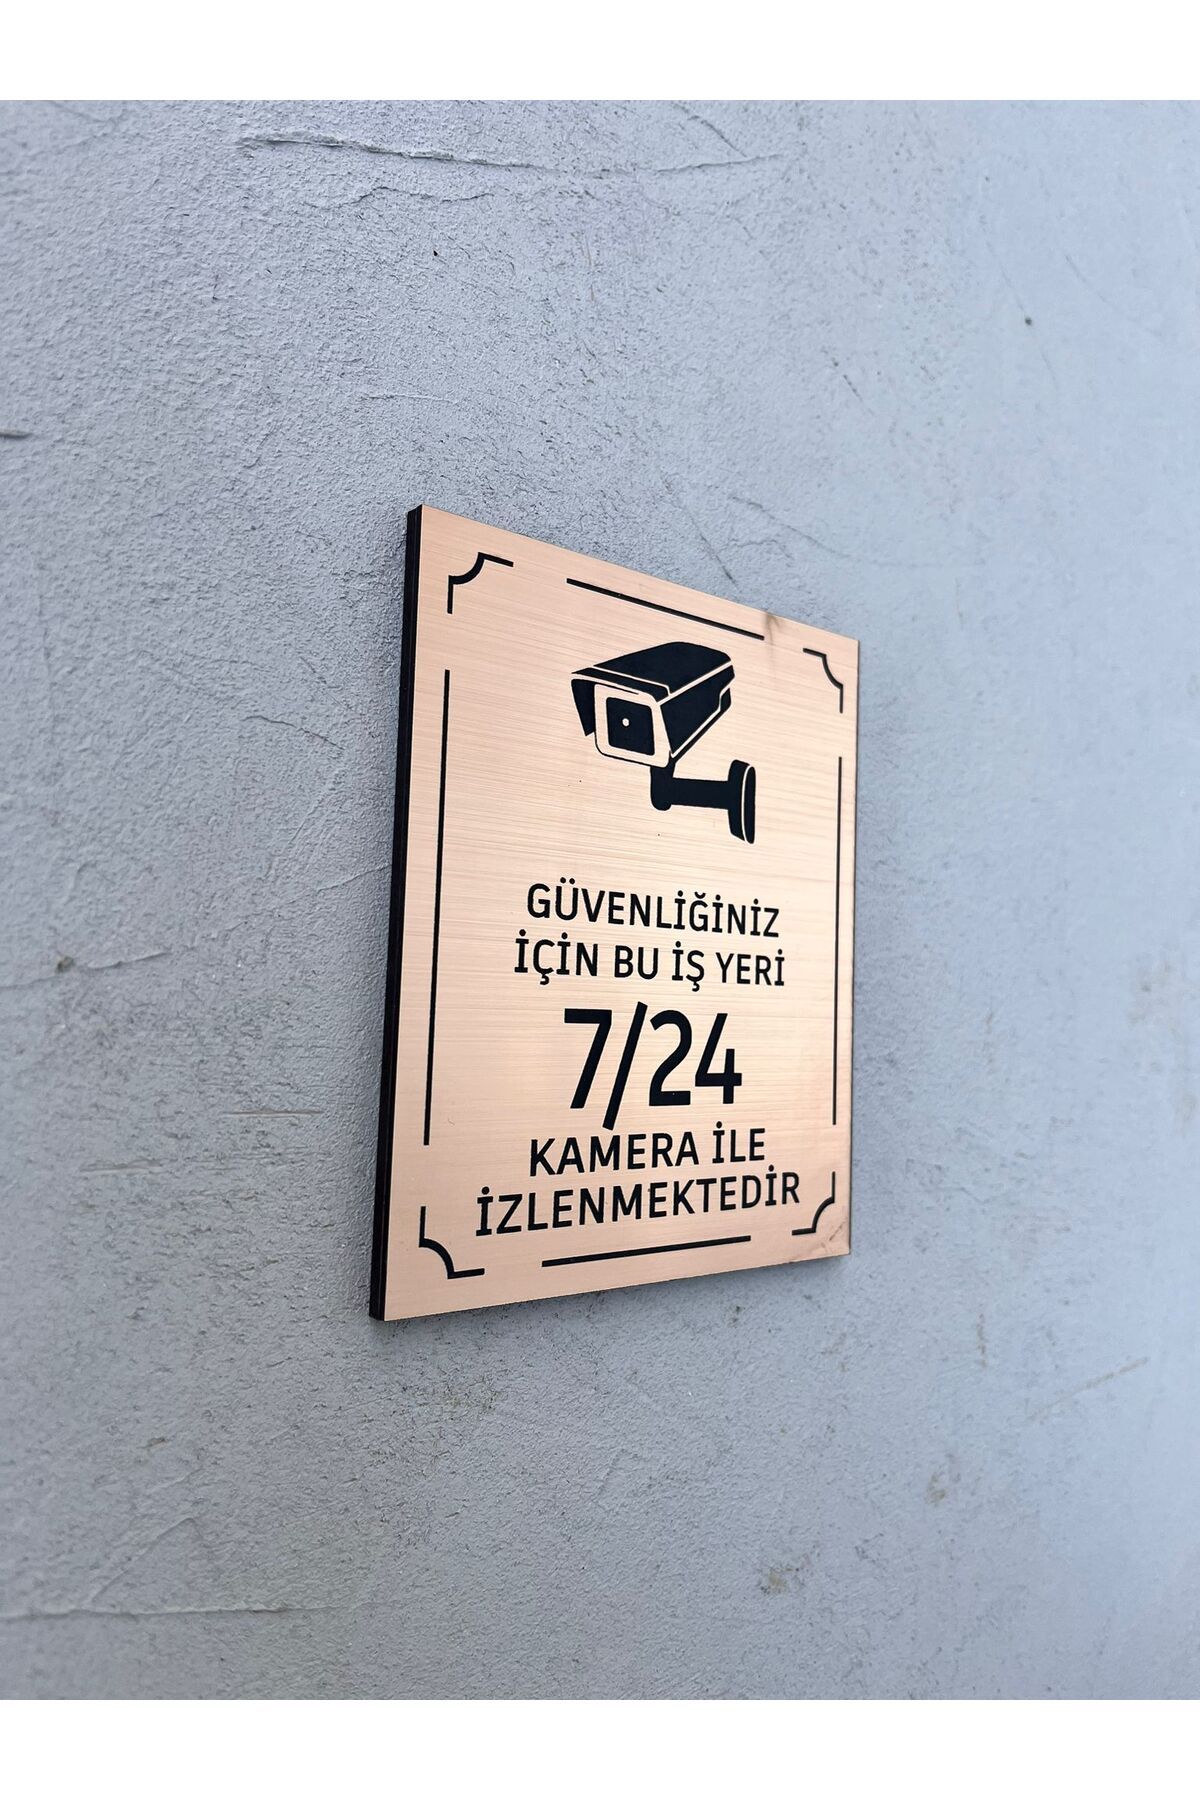 GÜVENLİĞİNİZ
İÇİN BU İŞ YERİ
7/24
KAMERA İLE
İZLENMEKTEDİR